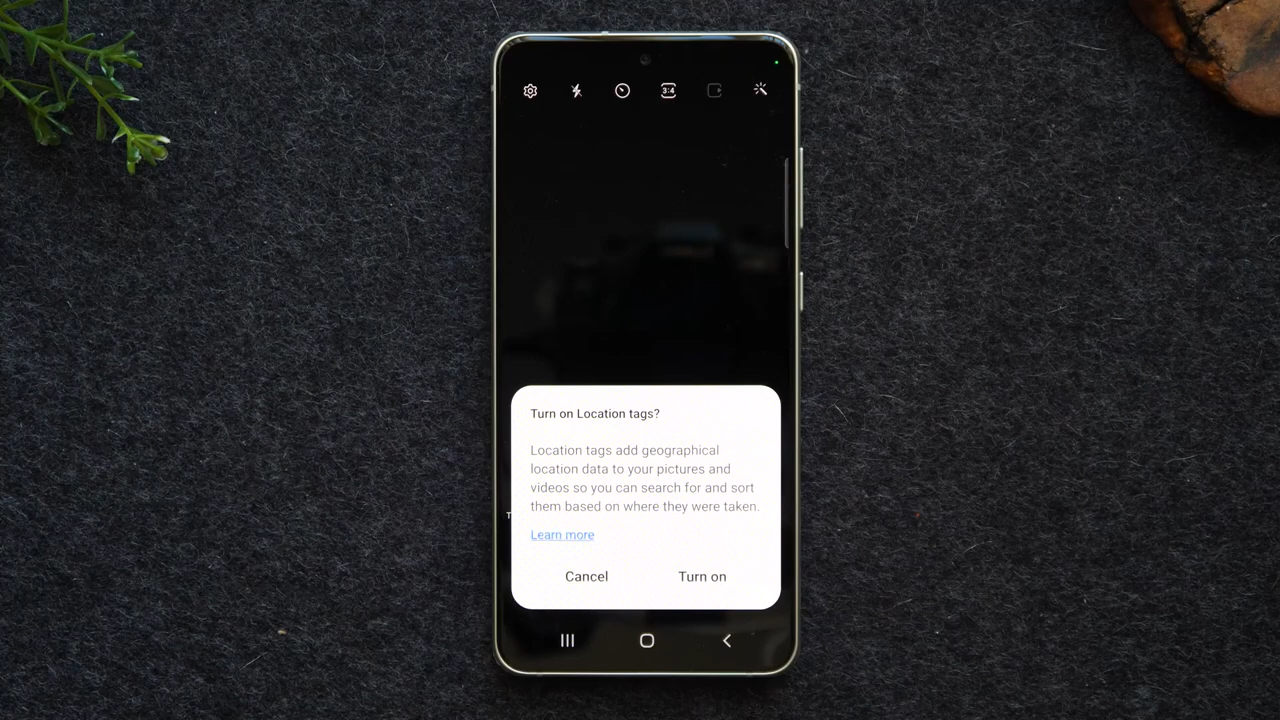 3:4
Turn on Location tags?
Location tags add geographical
location data to your pictures and
videos so you can search for and sort
them based on where they were taken.
Learn more
Cancel
Turn on